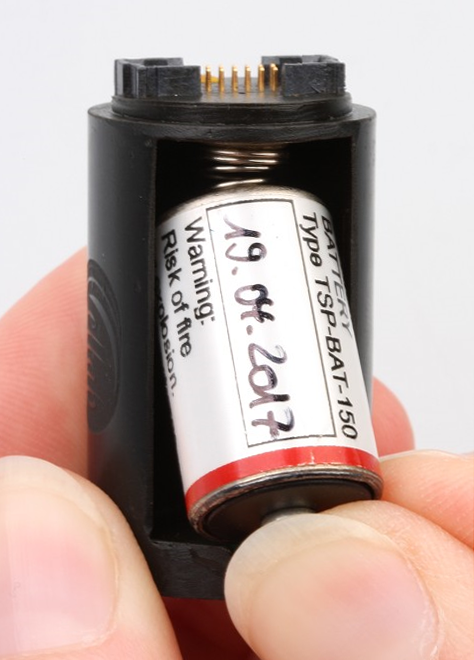 BATTERY
Type TSP-BAT-150
19.04.2017
Warning:
Risk of fire